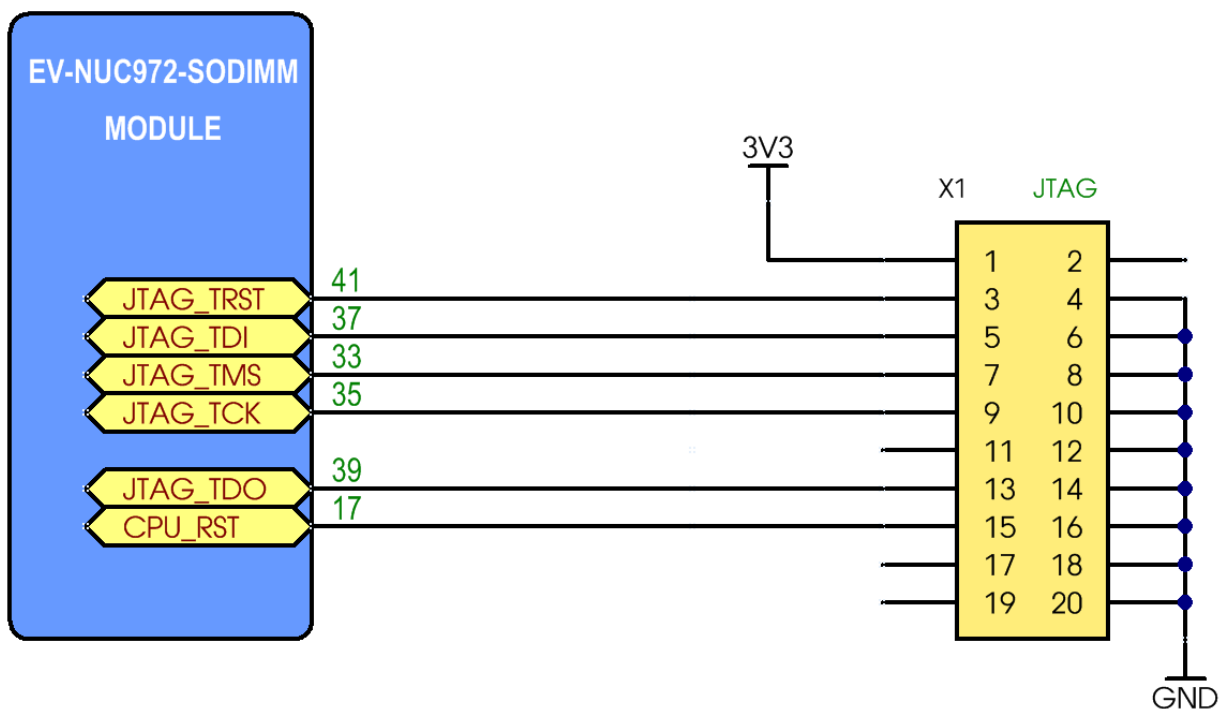 EV-NUC972-SODIMM
MODULE
3V3
X1 JTAG
1 2
JTAG_TRST 41 3 4
JTAG_TDI 37 5 6
JTAG_TMS 33 7 8
JTAG_TCK 35 9 10
11 12
JTAG_TDO 39 13 14
CPU_RST 17 15 16
17 18
19 20
GND